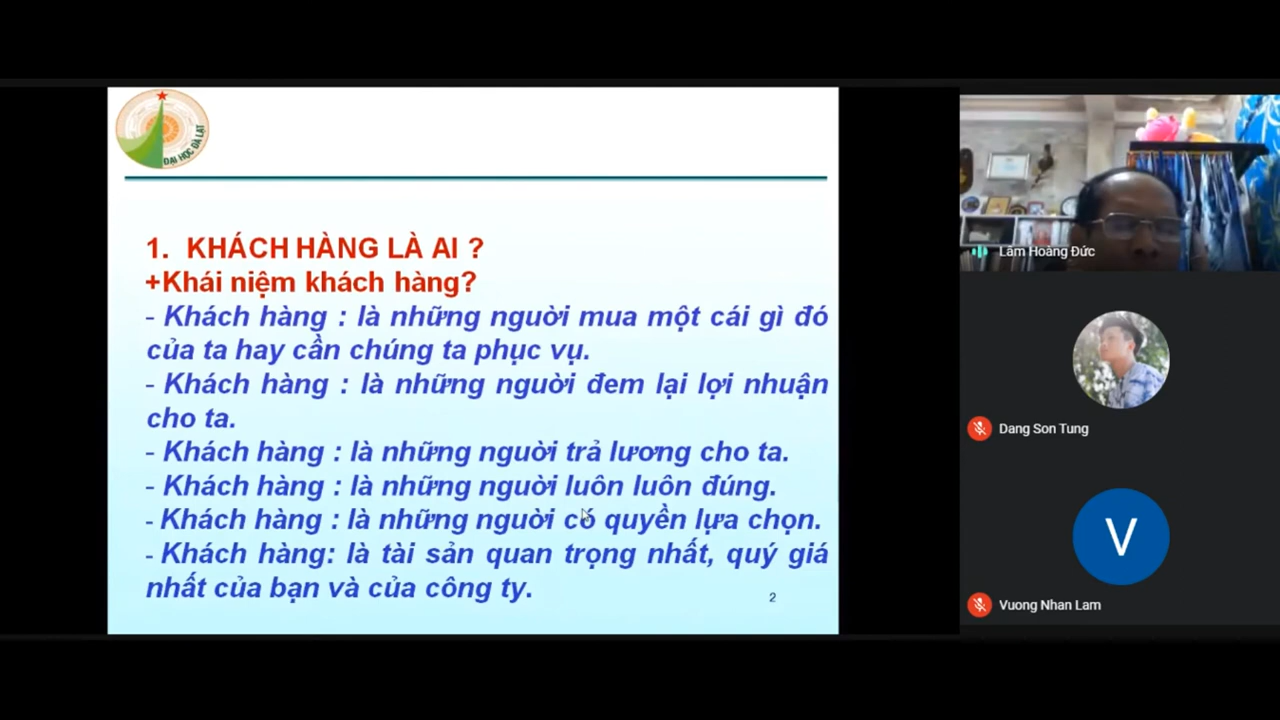 ĐẠI HỌC ĐÀ LẠT
1. KHÁCH HÀNG LÀ AI ?
+Khái niệm khách hàng?
- Khách hàng : là những người mua một cái gì đó
của ta hay cần chúng ta phục vụ.
- Khách hàng : là những người đem lại lợi nhuận
cho ta.
- Khách hàng : là những người trả lương cho ta.
- Khách hàng : là những người luôn luôn đúng.
- Khách hàng : là những người có quyền lựa chọn.
- Khách hàng: là tài sản quan trọng nhất, quý giá
nhất của bạn và của công ty.
2
Lâm Hoàng Đức
Dang Son Tung
V
Vuong Nhan Lam